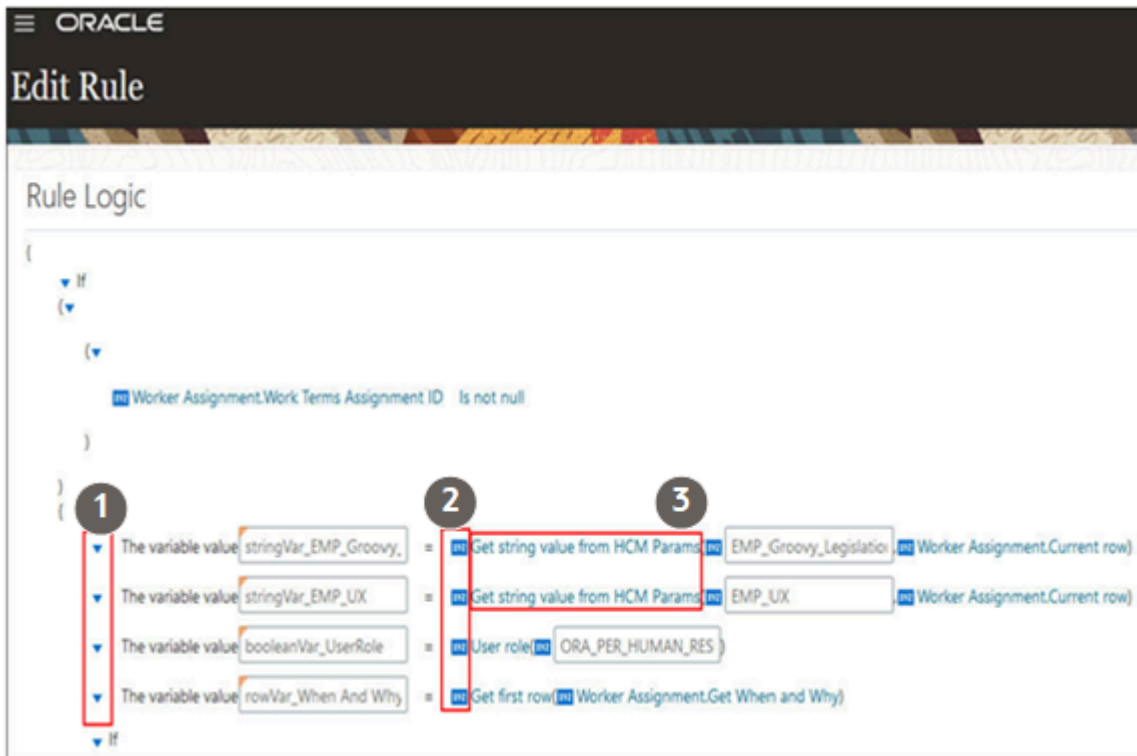 ORACLE
Edit Rule
Rule Logic
{
If
(
(
Worker Assignment.Work Terms Assignment ID Is not null
)
)
{
1 2 3
The variable value stringVar_EMP_Groovy_ = Get string value from HCM Params( EMP_Groovy_Legislatio , Worker Assignment.Current row)
The variable value stringVar_EMP_UX = Get string value from HCM Params( EMP_UX , Worker Assignment.Current row)
The variable value booleanVar_UserRole = User role( ORA_PER_HUMAN_RES )
The variable value rowVar_When And Why = Get first row( Worker Assignment.Get When and Why)
If